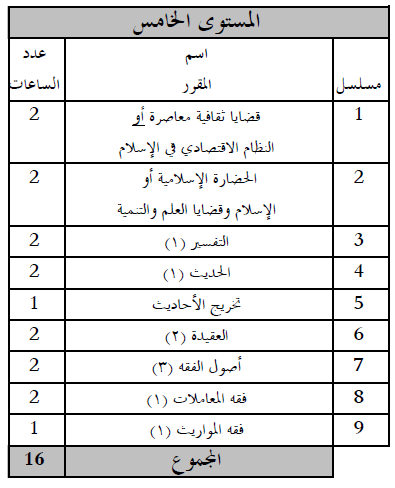 المستوى الخامس
مسلسل اسم عدد
المقرر الساعات
1 قضايا ثقافية معاصرة أو 2
النظام الاقتصادي في الإسلام
2 الحضارة الإسلامية أو 2
الإسلام وقضايا العلم والتنمية
3 التفسير (١) 2
4 الحديث (١) 2
5 تخريج الأحاديث 1
6 العقيدة (٢) 2
7 أصول الفقه (٣) 2
8 فقه المعاملات (١) 2
9 فقه المواريث (١) 1
المجموع 16